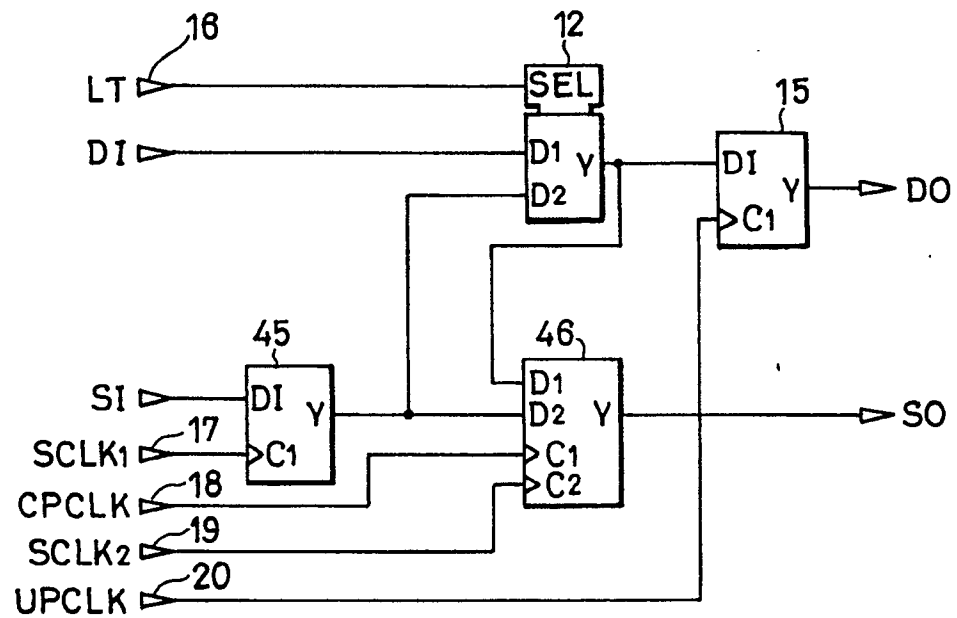 16
12
LT
SEL
15
DI
D1
Y
D2
DI
Y
C1
DO
45
46
SI
DI
Y
D1
D2
Y
SO
SCLK1
17
C1
C1
CPCLK
18
C2
SCLK2
19
UPCLK
20